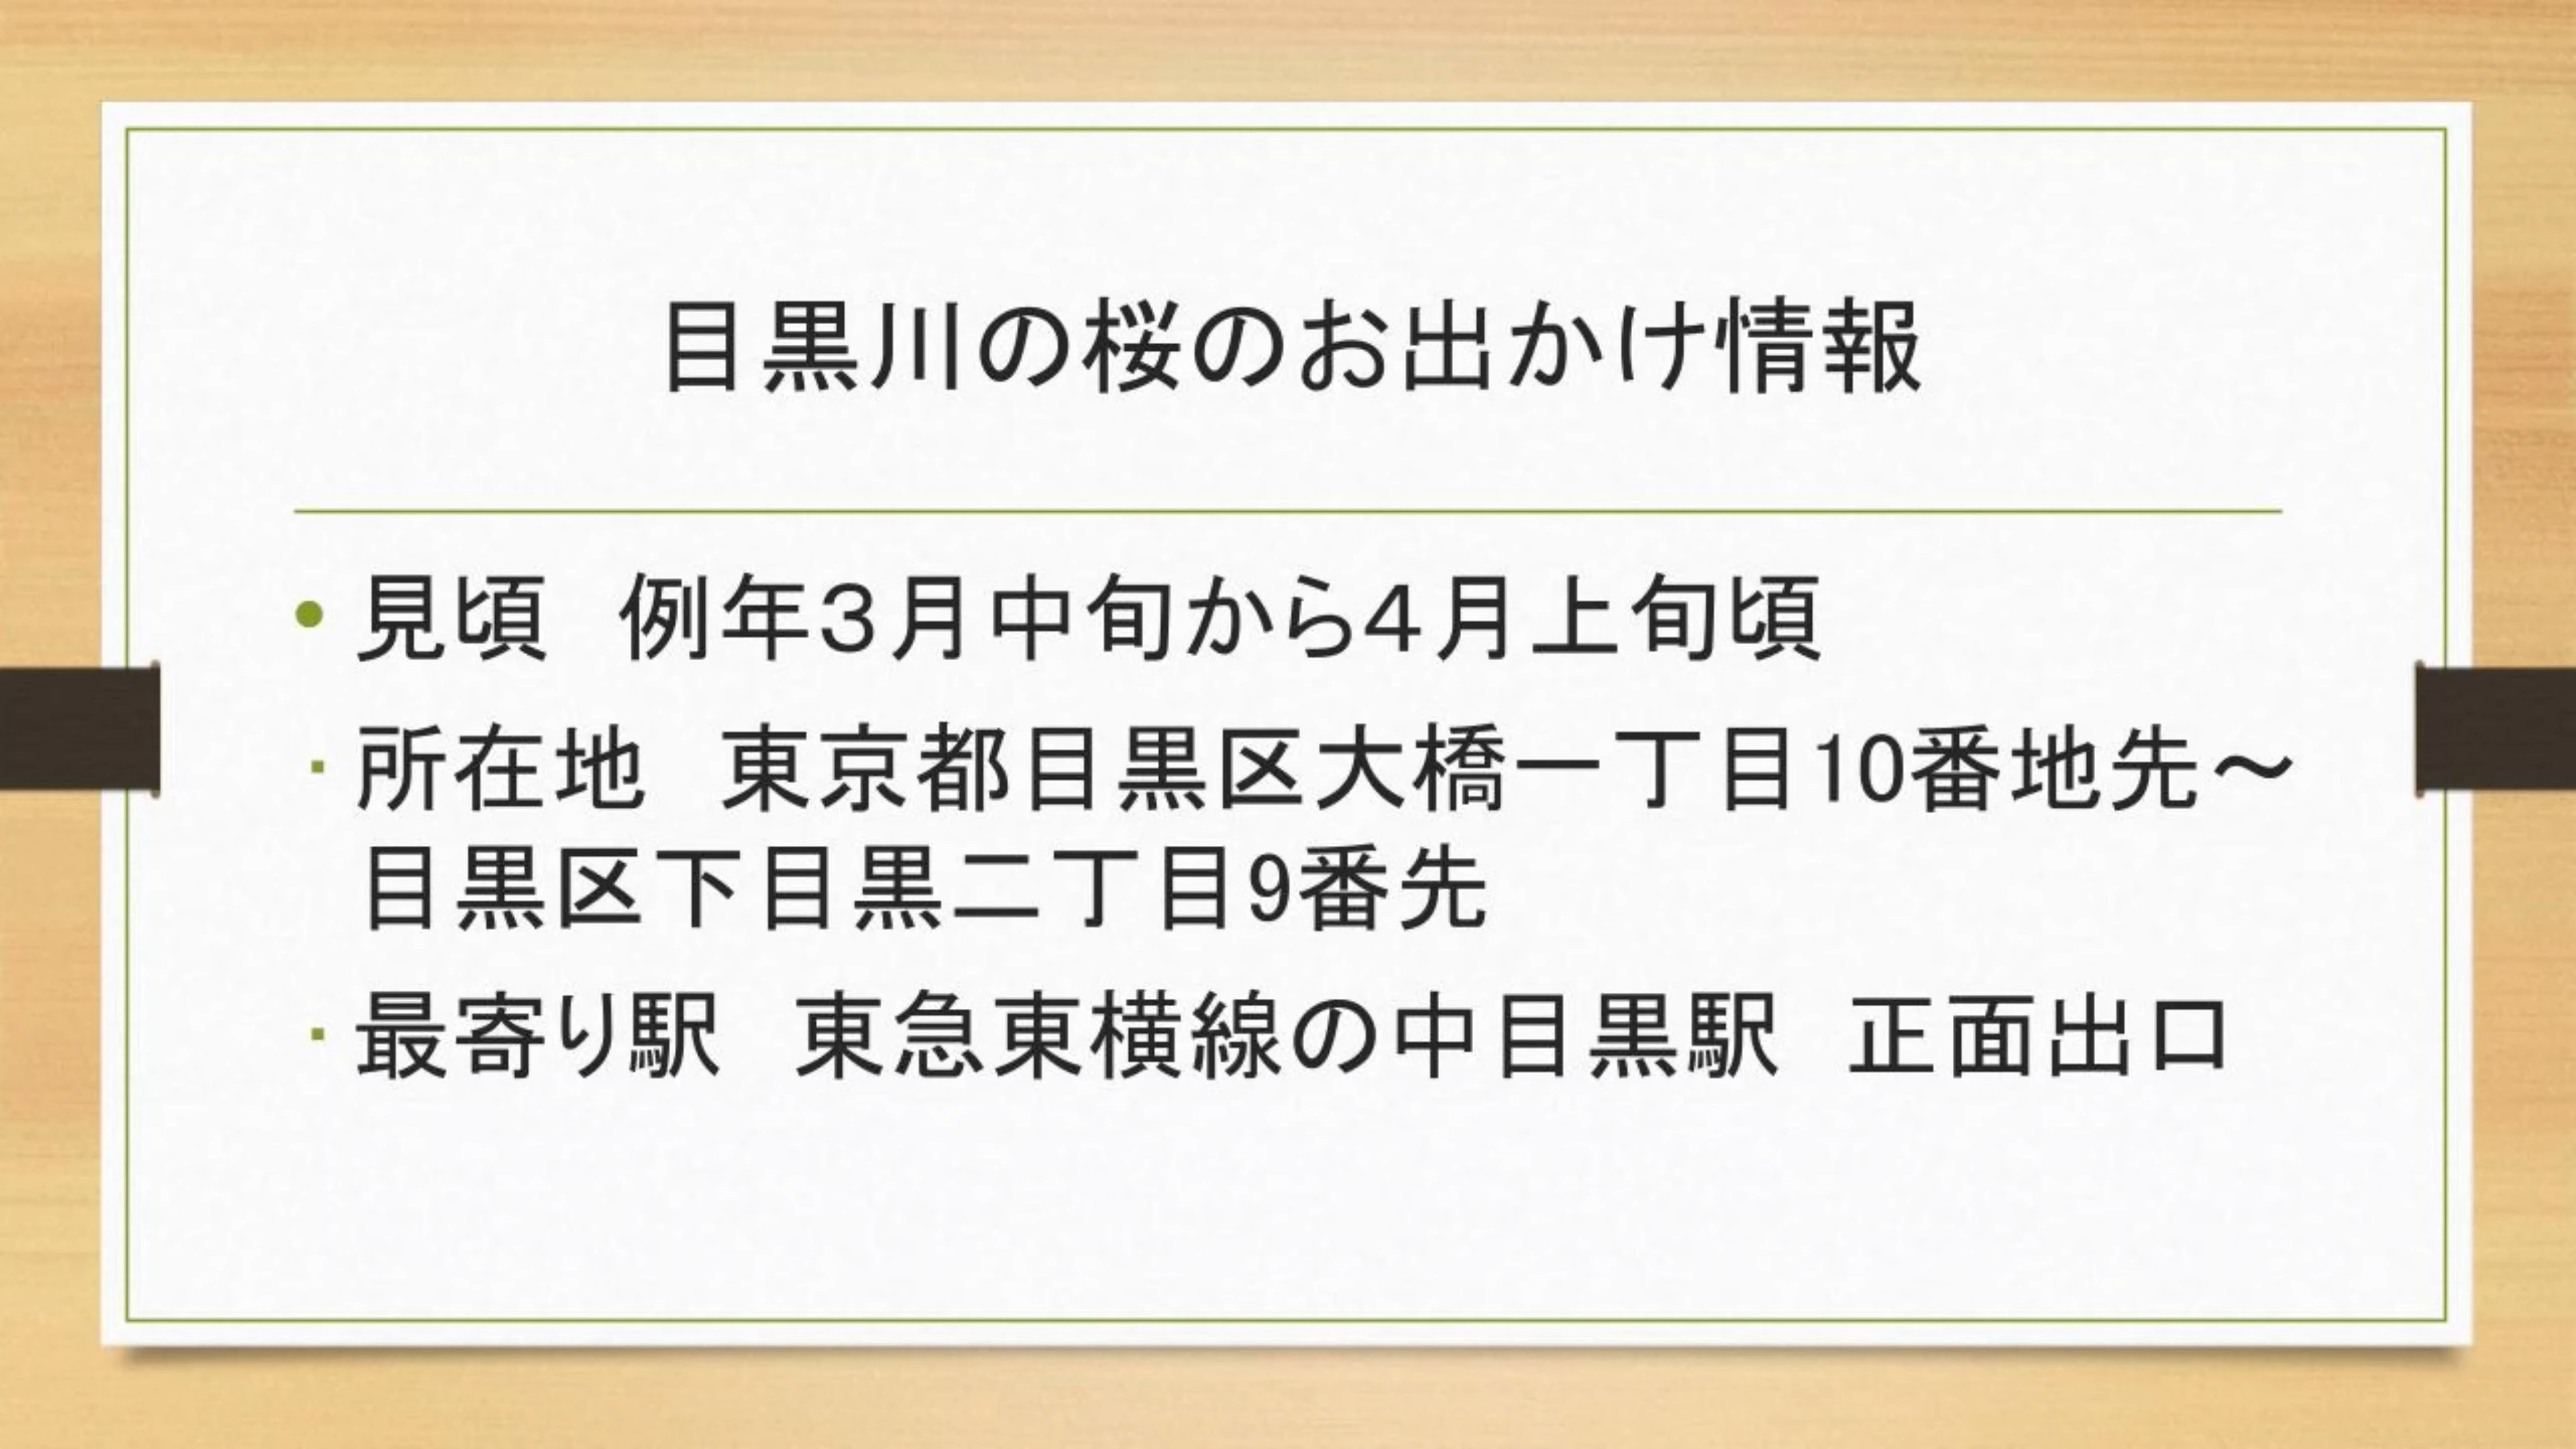 目黒川の桜のお出かけ情報
• 見頃　例年３月中旬から４月上旬頃
▪ 所在地　東京都目黒区大橋一丁目10番地先～
目黒区下目黒二丁目9番先
▪ 最寄り駅　東急東横線の中目黒駅　正面出口